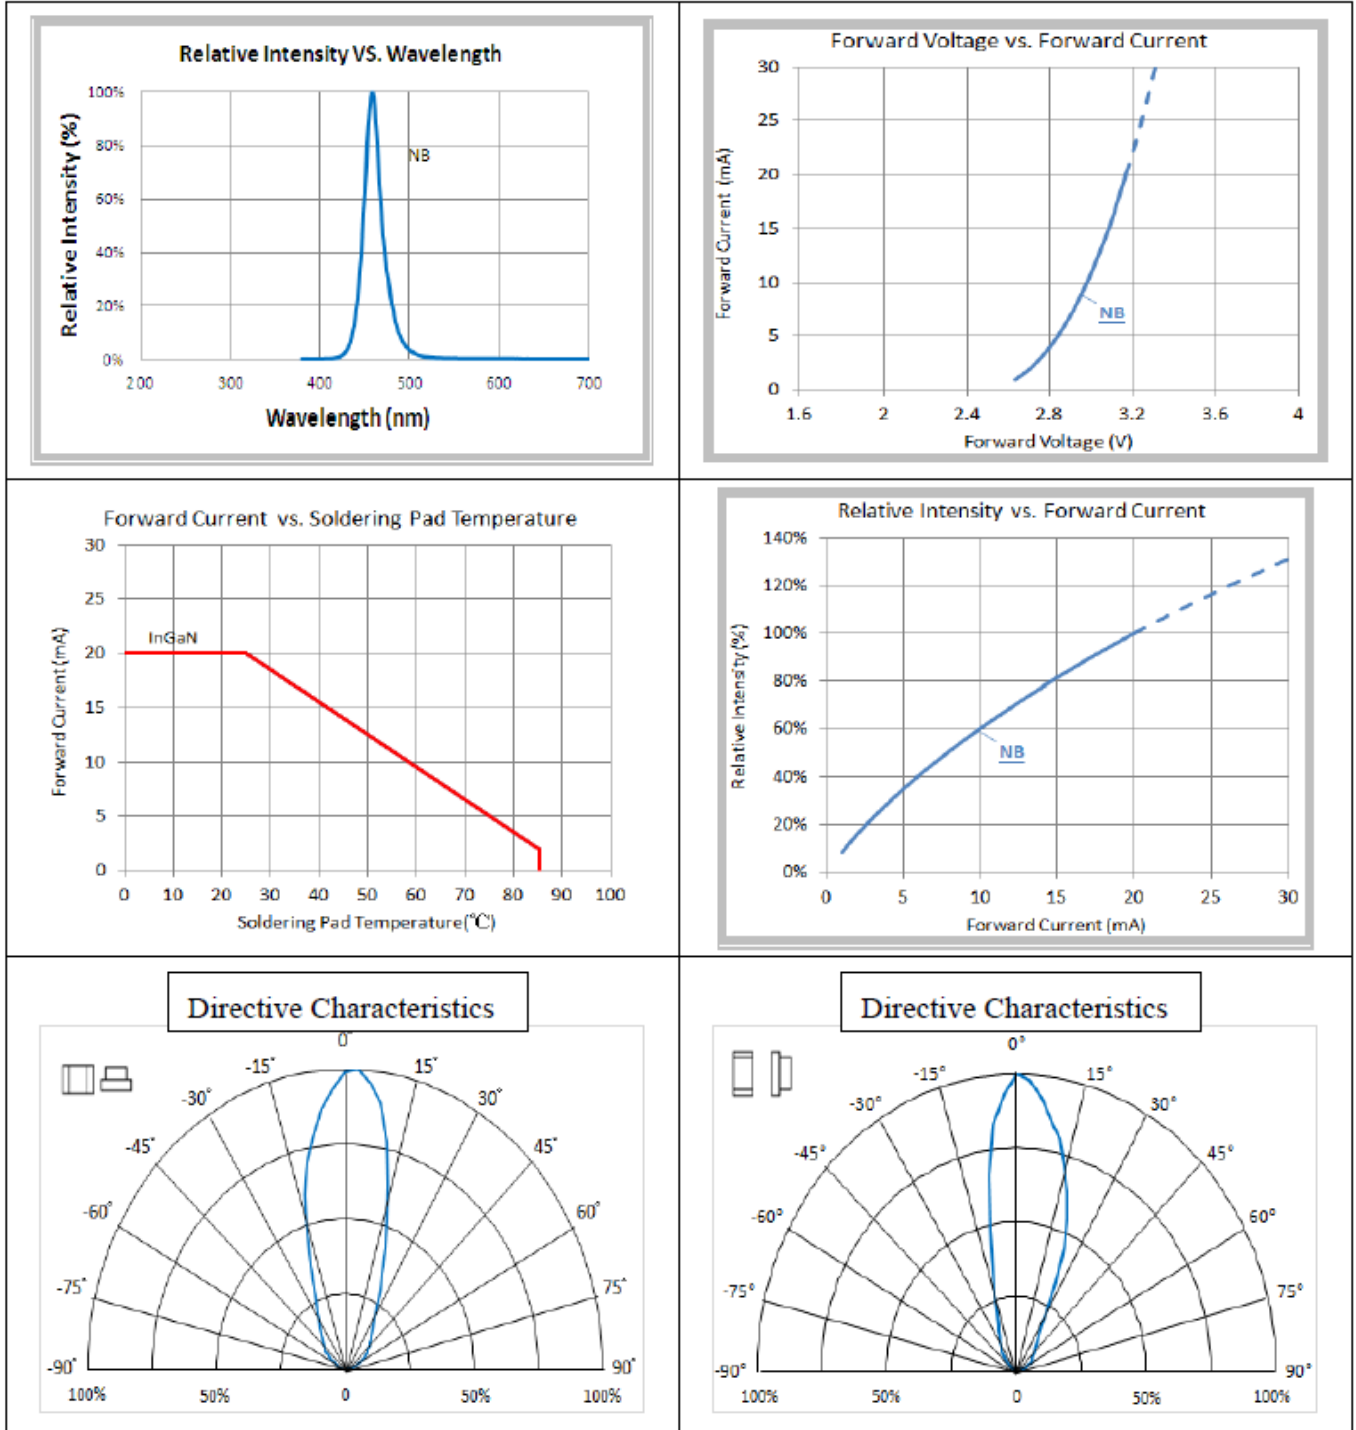 Relative Intensity VS. Wavelength
Relative Intensity (%)
100%
80%
60%
40%
20%
0%
NB
200 300 400 500 600 700
Wavelength (nm)
Forward Voltage vs. Forward Current
Forward Current (mA)
30
25
20
15
10
5
0
NB
1.6 2 2.4 2.8 3.2 3.6 4
Forward Voltage (V)
Forward Current vs. Soldering Pad Temperature
Forward Current (mA)
30
25
20
15
10
5
0
InGaN
0 10 20 30 40 50 60 70 80 90 100
Soldering Pad Temperature(℃)
Relative Intensity vs. Forward Current
Relative Intensity (%)
140%
120%
100%
80%
60%
40%
20%
0%
NB
0 5 10 15 20 25 30
Forward Current (mA)
Directive Characteristics
0°
-15° 15°
-30° 30°
-45° 45°
-60° 60°
-75° 75°
-90° 90°
100% 50% 0 50% 100%
Directive Characteristics
0°
-15° 15°
-30° 30°
-45° 45°
-60° 60°
-75° 75°
-90° 90°
100% 50% 0 50% 100%